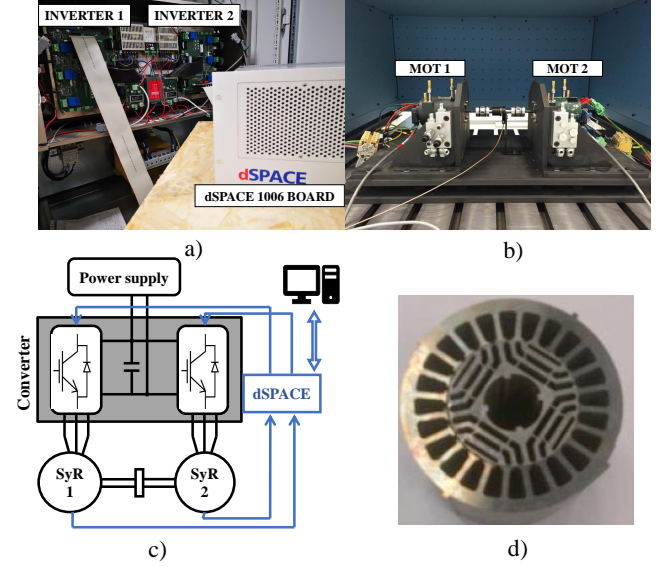 INVERTER 1
INVERTER 2
dSPACE
dSPACE 1006 BOARD
a)
MOT 1
MOT 2
b)
Power supply
Converter
dSPACE
SyR
1
SyR
2
c)
d)